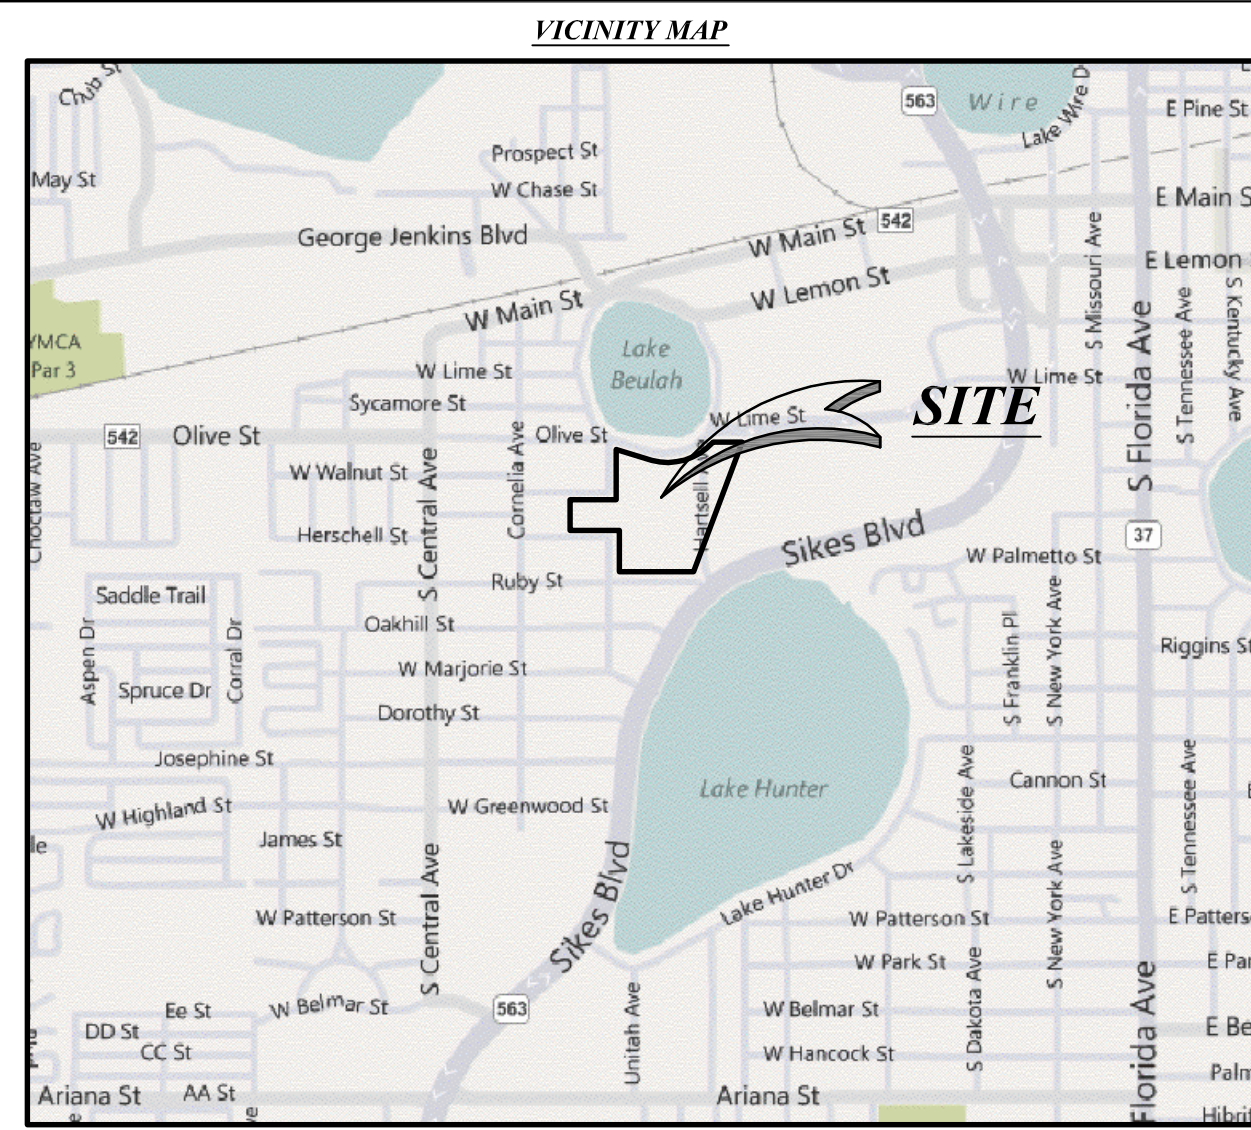 VICINITY MAP
Chub St
563
Wire
Lake Wire D
E Pine St
Prospect St
May St
W Chase St
E Main S
542
George Jenkins Blvd
W Main St
S Missouri Ave
E Lemon
W Lemon St
W Main St
S Florida Ave
S Tennessee Ave
S Kentucky Ave
YMCA
Par 3
Lake
Beulah
W Lime St
W Lime St
Sycamore St
W Lime St
SITE
542
Olive St
Cornelia Ave
Olive St
Choctaw Ave
W Walnut St
S Central Ave
Hartsell Ave
Herschell St
Sikes Blvd
37
W Palmetto St
Ruby St
Saddle Trail
Oakhill St
Aspen Dr
Corral Dr
S Franklin Pl
S New York Ave
Riggins St
W Marjorie St
Spruce Dr
Dorothy St
Josephine St
Lake Hunter
S Lakeside Ave
Cannon St
S Tennessee Ave
W Highland St
W Greenwood St
James St
le
S Central Ave
Sikes Blvd
Lake Hunter Dr
S New York Ave
W Patterson St
W Patterson St
E Patters
W Park St
E Par
S Dakota Ave
Florida Ave
Ee St
W Belmar St
563
Unitah Ave
W Belmar St
DD St
E Be
CC St
W Hancock St
Palm
Ariana St
AA St
Ariana St
Hibrit